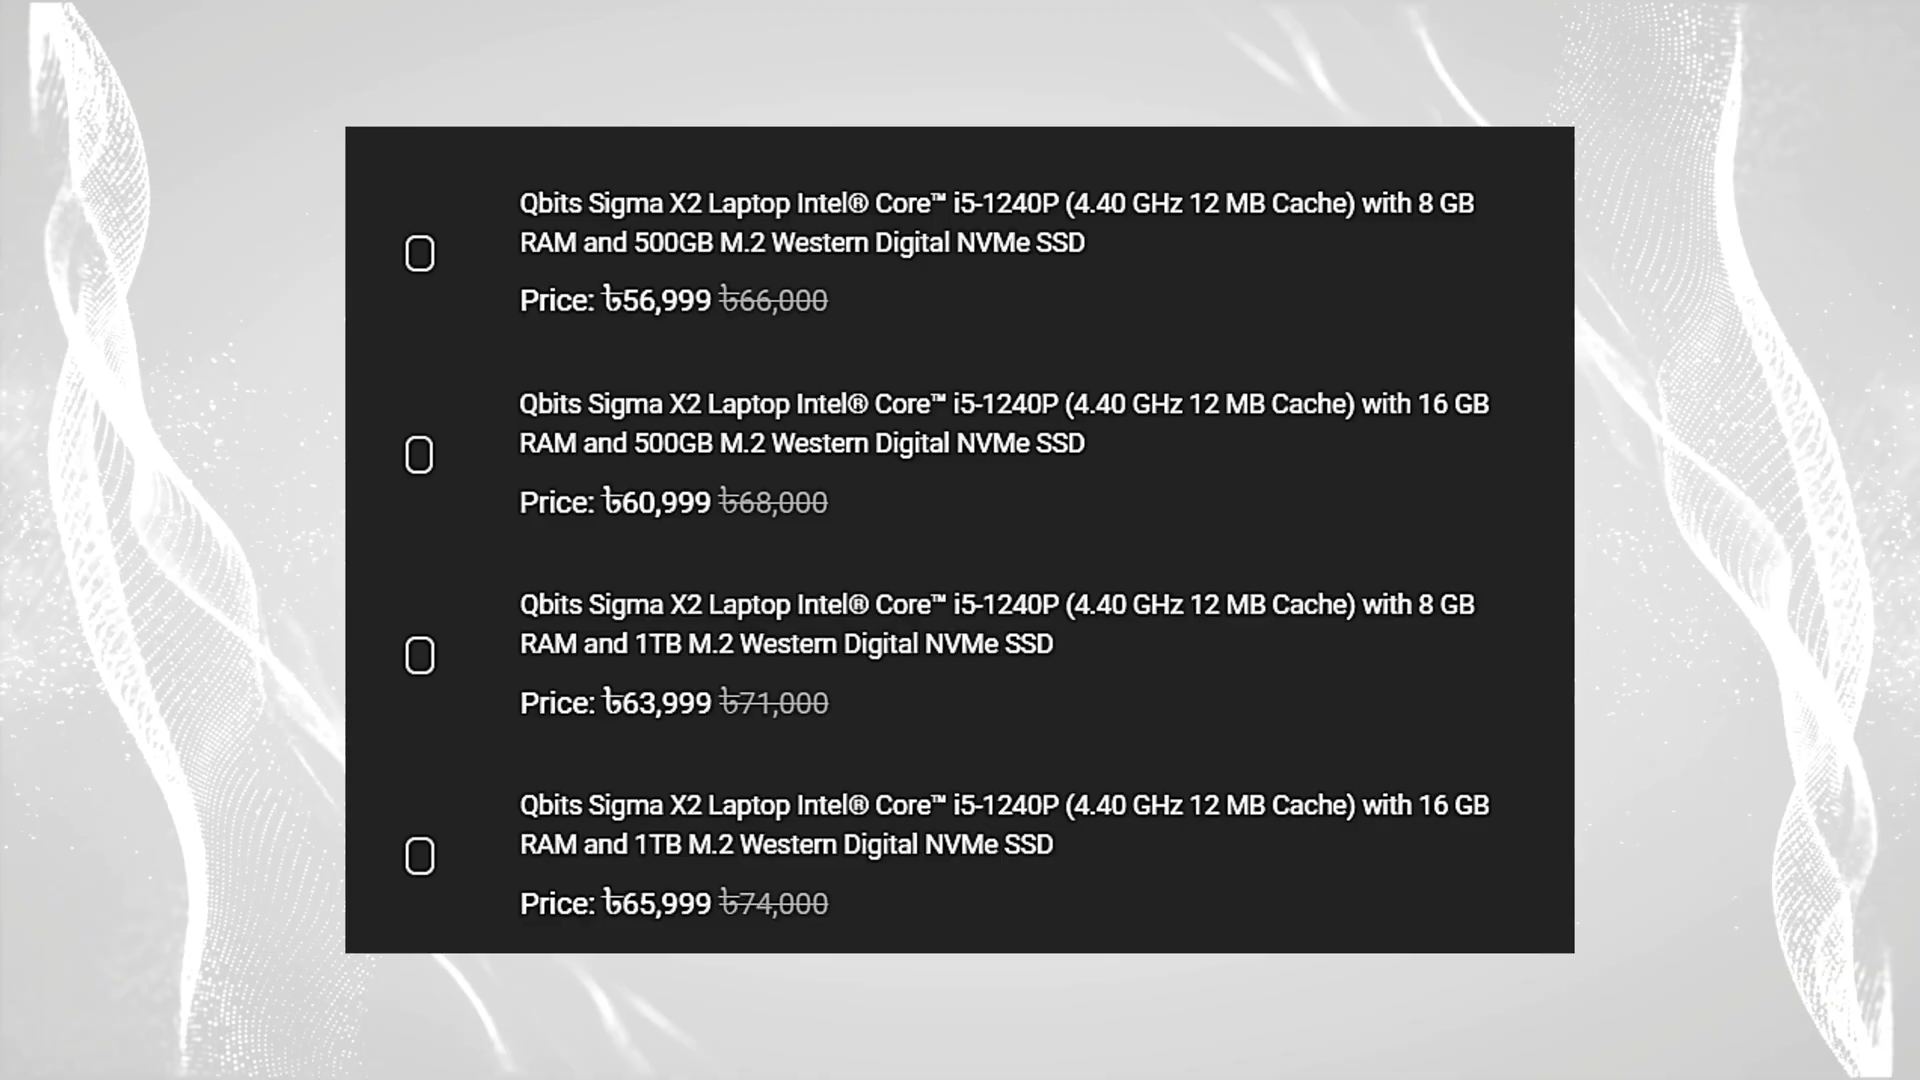 Qbits Sigma X2 Laptop Intel® Core™ i5-1240P (4.40 GHz 12 MB Cache) with 8 GB
RAM and 500GB M.2 Western Digital NVMe SSD
Price: ৳56,999 ৳66,000
Qbits Sigma X2 Laptop Intel® Core™ i5-1240P (4.40 GHz 12 MB Cache) with 16 GB
RAM and 500GB M.2 Western Digital NVMe SSD
Price: ৳60,999 ৳68,000
Qbits Sigma X2 Laptop Intel® Core™ i5-1240P (4.40 GHz 12 MB Cache) with 8 GB
RAM and 1TB M.2 Western Digital NVMe SSD
Price: ৳63,999 ৳71,000
Qbits Sigma X2 Laptop Intel® Core™ i5-1240P (4.40 GHz 12 MB Cache) with 16 GB
RAM and 1TB M.2 Western Digital NVMe SSD
Price: ৳65,999 ৳74,000